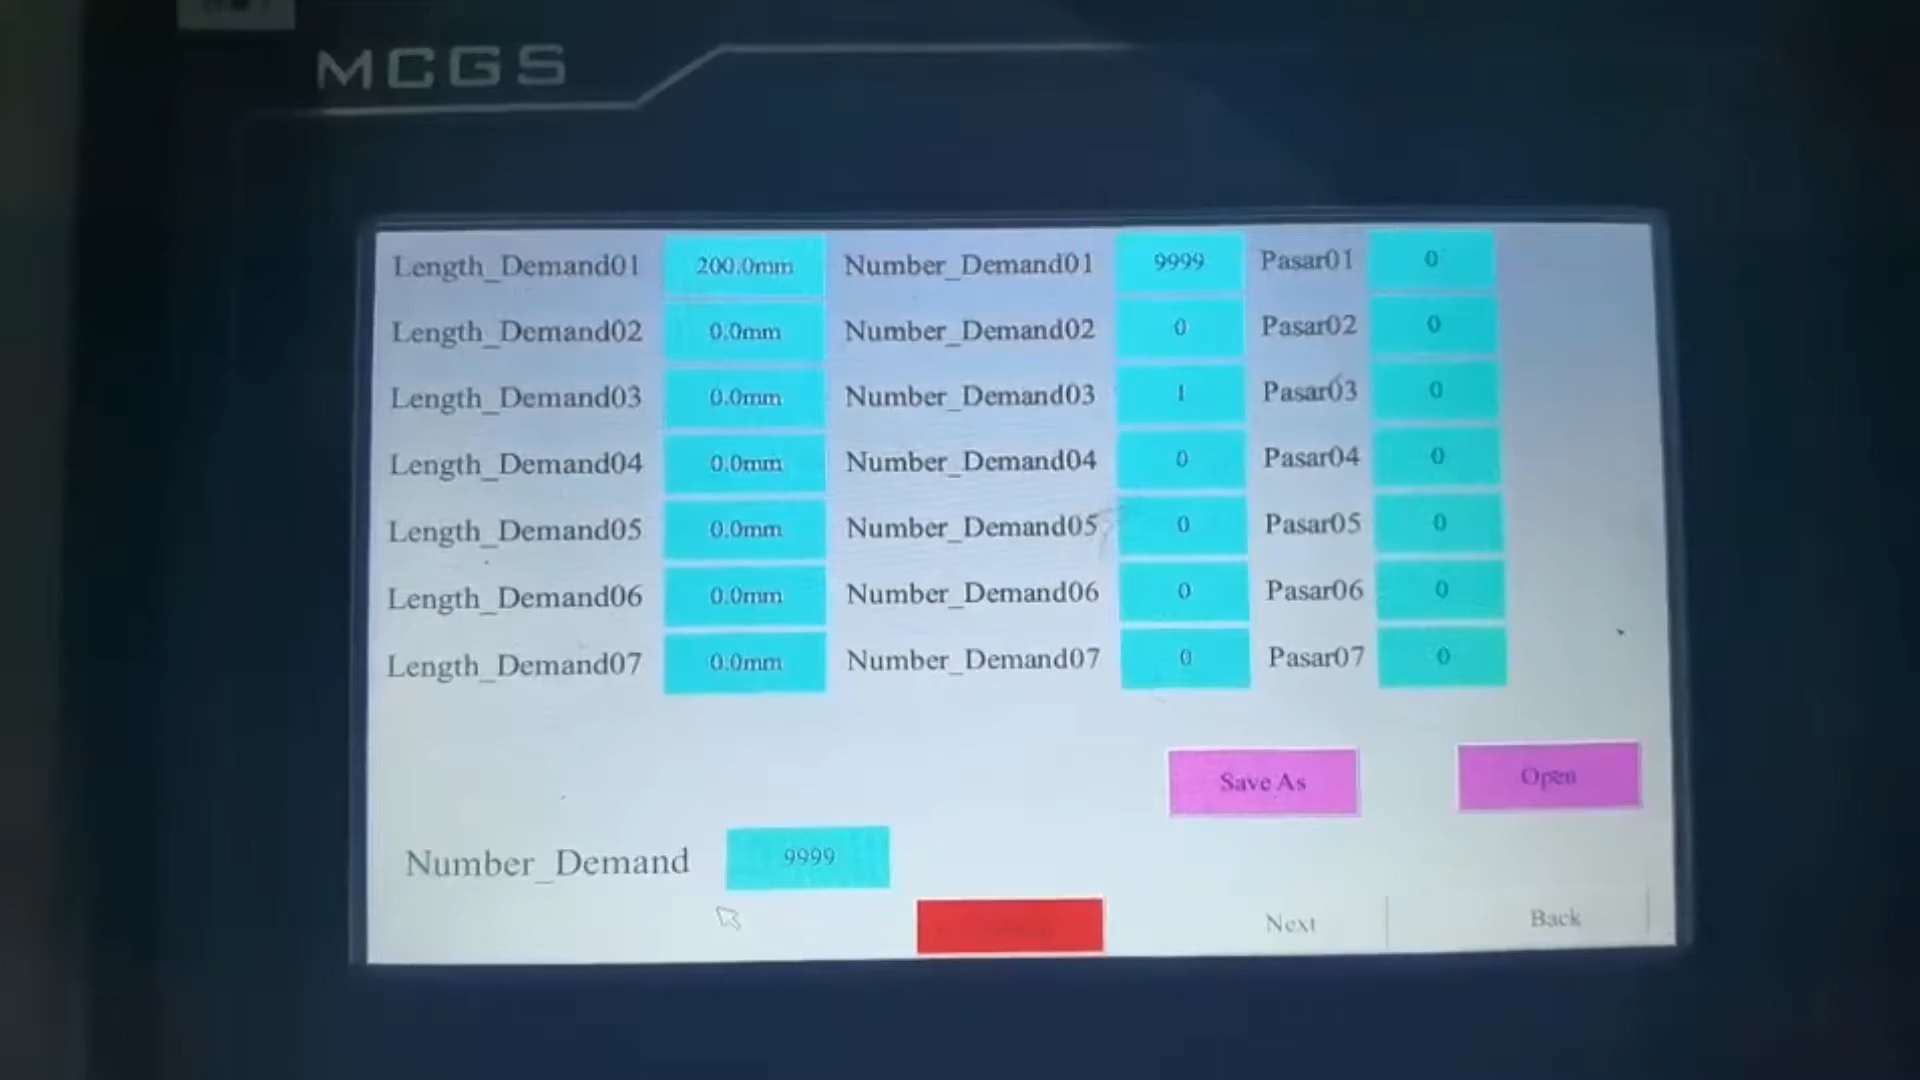 MCGS
Length_Demand01 200.0mm Number_Demand01 9999 Pasar01 0
Length_Demand02 0.0mm Number_Demand02 0 Pasar02 0
Length_Demand03 0.0mm Number_Demand03 1 Pasar03 0
Length_Demand04 0.0mm Number_Demand04 0 Pasar04 0
Length_Demand05 0.0mm Number_Demand05 0 Pasar05 0
Length_Demand06 0.0mm Number_Demand06 0 Pasar06 0
Length_Demand07 0.0mm Number_Demand07 0 Pasar07 0
Save As Open
Number_Demand 9999
Next Back